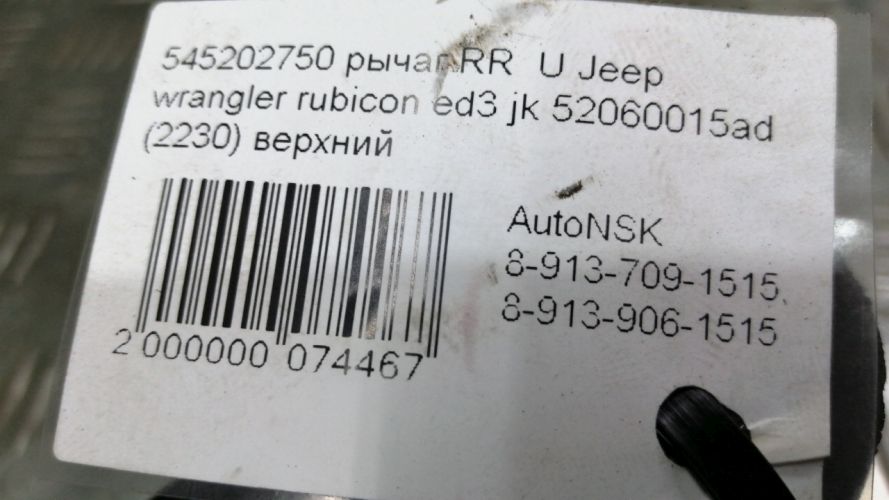 545202750 рычаг RR U Jeep
wrangler rubicon ed3 jk 52060015ad
(2230) верхний
AutoNSK
8-913-709-1515,
8-913-906-1515
2 000000 074467